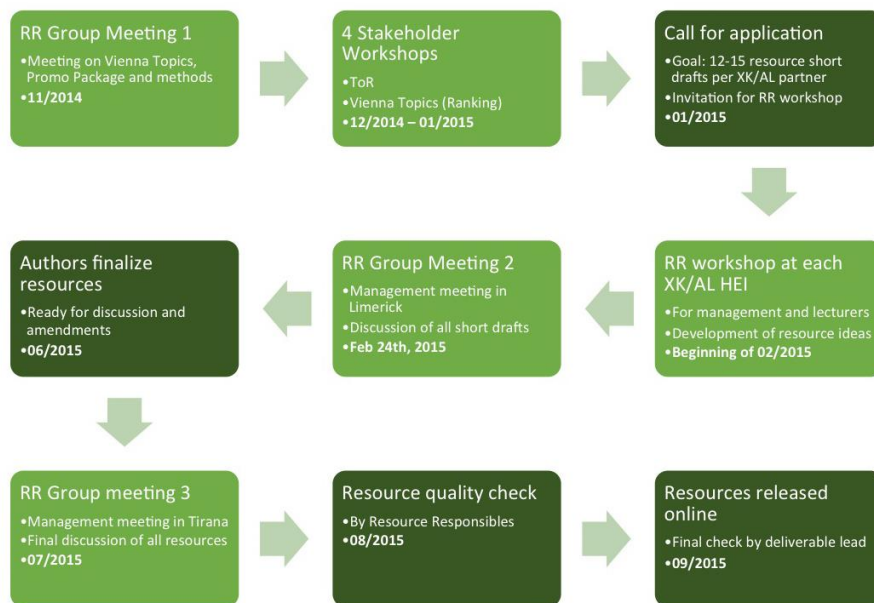 RR Group Meeting 1
•Meeting on Vienna Topics,
Promo Package and methods
•11/2014
4 Stakeholder
Workshops
•ToR
•Vienna Topics (Ranking)
•12/2014 – 01/2015
Call for application
•Goal: 12-15 resource short
drafts per XK/AL partner
•Invitation for RR workshop
•01/2015
RR workshop at each
XK/AL HEI
•For management and lecturers
•Development of resource ideas
•Beginning of 02/2015
RR Group Meeting 2
•Management meeting in
Limerick
•Discussion of all short drafts
•Feb 24th, 2015
Authors finalize
resources
•Ready for discussion and
amendments
•06/2015
RR Group meeting 3
•Management meeting in Tirana
•Final discussion of all resources
•07/2015
Resource quality check
•By Resource Responsibles
•08/2015
Resources released
online
•Final check by deliverable lead
•09/2015